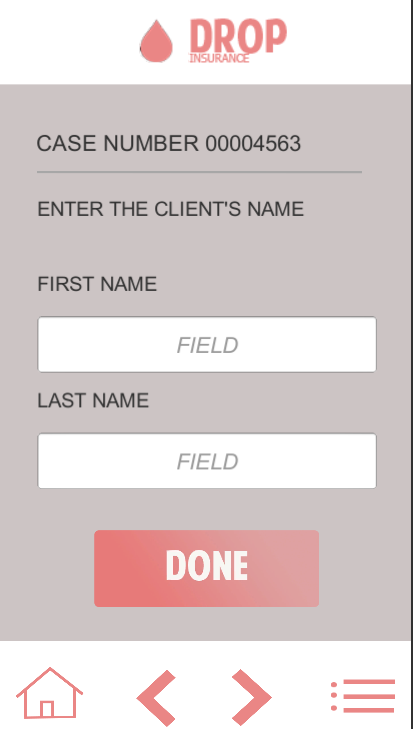 DROP
INSURANCE
CASE NUMBER 00004563
ENTER THE CLIENT'S NAME
FIRST NAME
FIELD
LAST NAME
FIELD
DONE